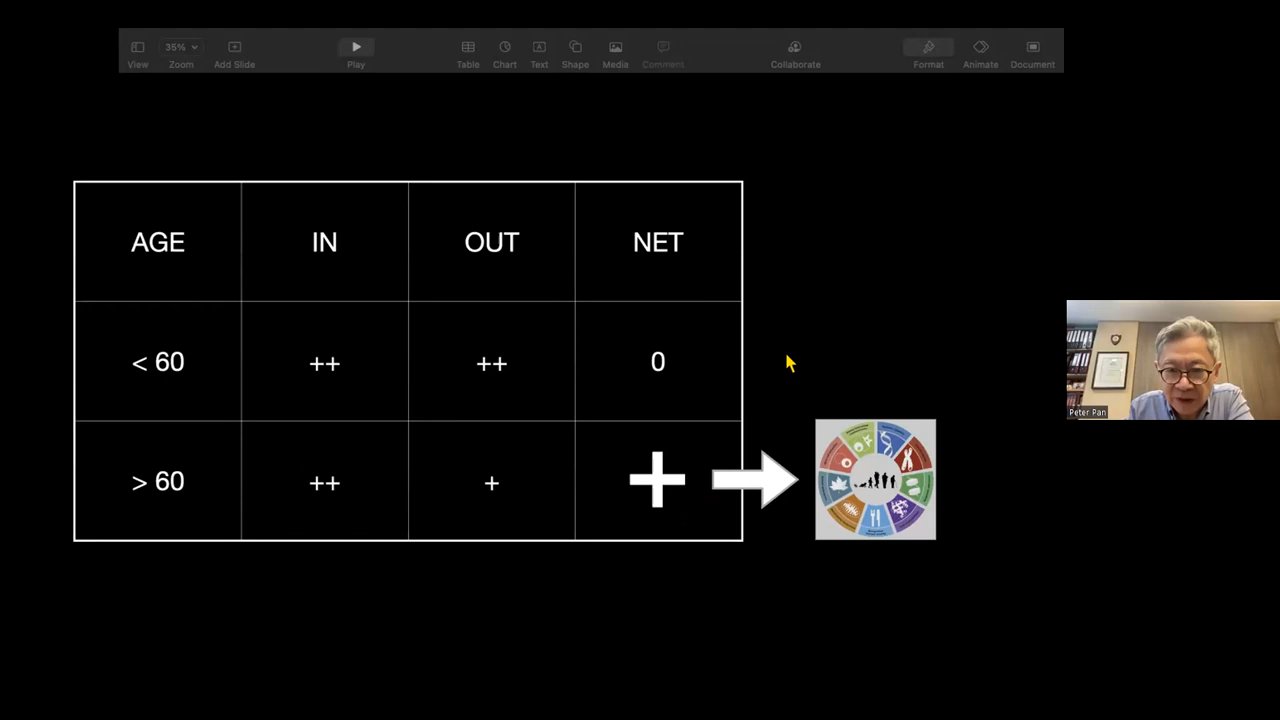 35%
View
Zoom
Add Slide
Play
Table
Chart
Text
Shape
Media
Comment
Collaborate
Format
Animate
Document
AGE IN OUT NET
< 60 ++ ++ 0
> 60 ++ + +
Peter Pan